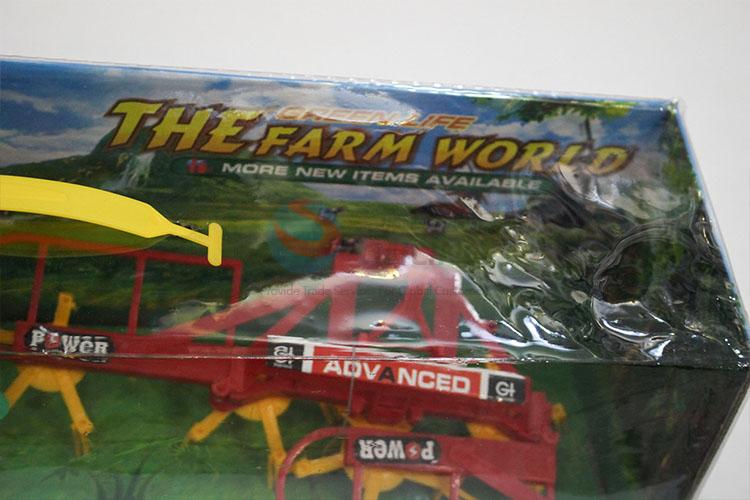 GREEN LIFE
THE FARM WORLD
MORE NEW ITEMS AVAILABLE
POWER
ADVANCED
POWER